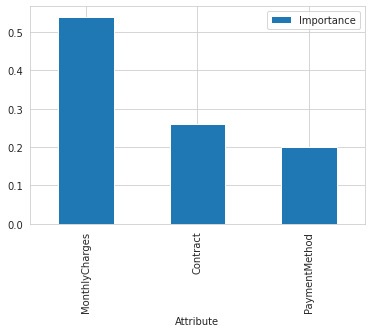 Importance
0.5
0.4
0.3
0.2
0.1
0.0
MonthlyCharges
Contract
PaymentMethod
Attribute